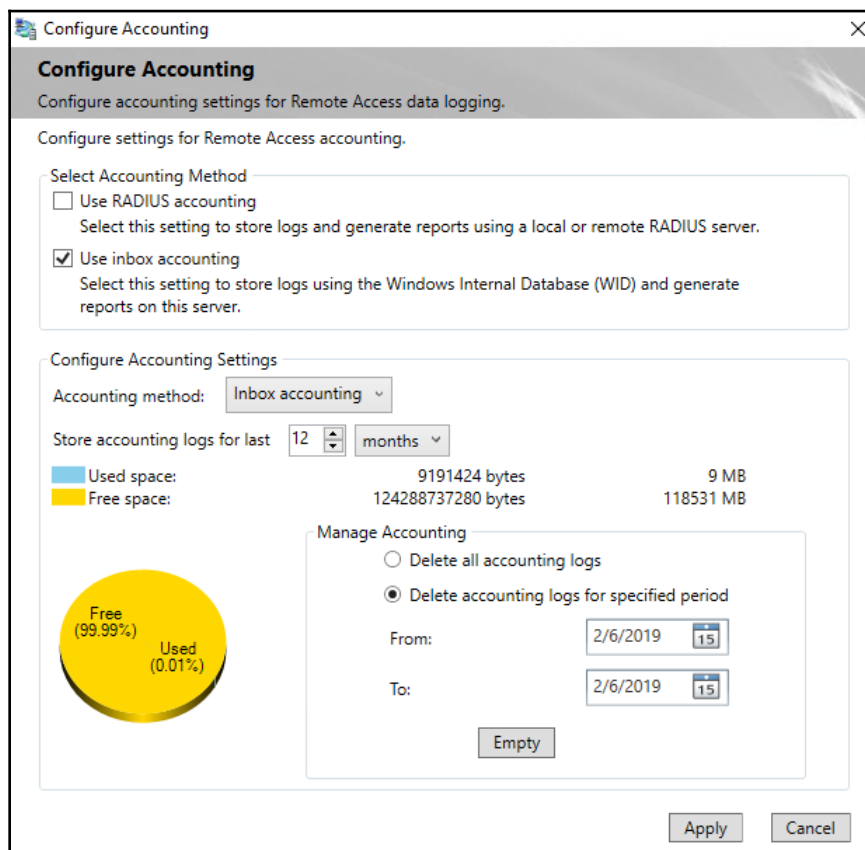 Configure Accounting
Configure Accounting
Configure accounting settings for Remote Access data logging.
Configure settings for Remote Access accounting.
Select Accounting Method
Use RADIUS accounting
Select this setting to store logs and generate reports using a local or remote RADIUS server.
Use inbox accounting
Select this setting to store logs using the Windows Internal Database (WID) and generate
reports on this server.
Configure Accounting Settings
Accounting method: Inbox accounting
Store accounting logs for last 12 months
Used space: 9191424 bytes 9 MB
Free space: 124288737280 bytes 118531 MB
Manage Accounting
Delete all accounting logs
Delete accounting logs for specified period
From: 2/6/2019 15
To: 2/6/2019 15
Empty
Free
(99.99%)
Used
(0.01%)
Apply Cancel